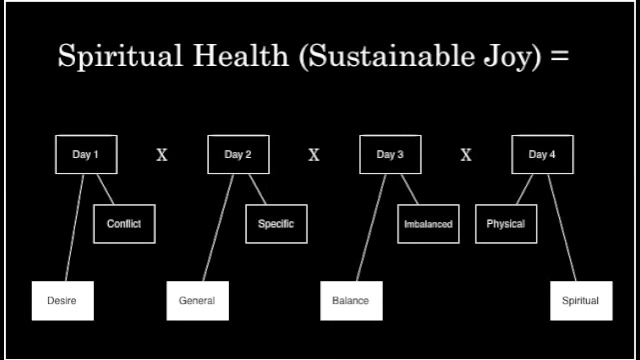 Spiritual Health (Sustainable Joy) =
Day 1 x Day 2 x Day 3 x Day 4
Conflict Specific Imbalanced Physical
Desire General Balance Spiritual